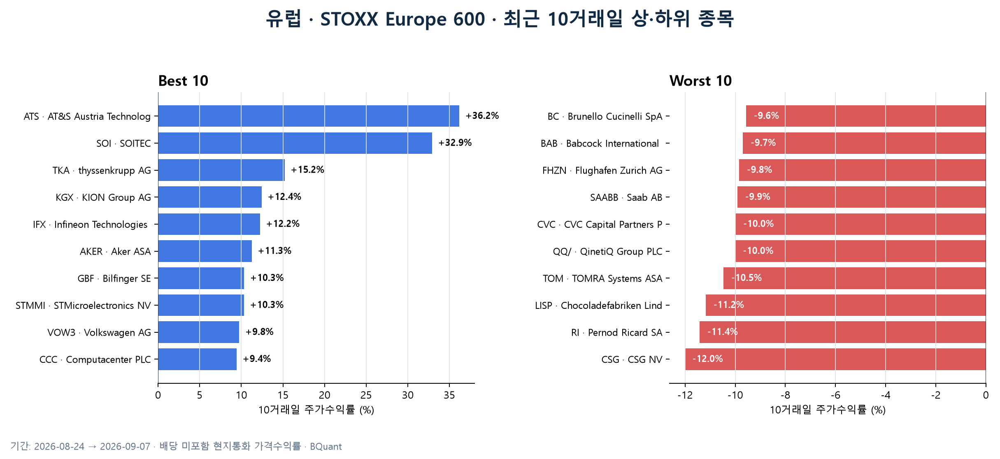 유럽 · STOXX Europe 600 · 최근 10거래일 상·하위 종목
Best 10
ATS · AT&S Austria Technolog
+36.2%
SOI · SOITEC
+32.9%
TKA · thyssenkrupp AG
+15.2%
KGX · KION Group AG
+12.4%
IFX · Infineon Technologies
+12.2%
AKER · Aker ASA
+11.3%
GBF · Bilfinger SE
+10.3%
STMMI · STMicroelectronics NV
+10.3%
VOW3 · Volkswagen AG
+9.8%
CCC · Computacenter PLC
+9.4%
0 5 10 15 20 25 30 35
10거래일 주가수익률 (%)
Worst 10
BC · Brunello Cucinelli SpA
-9.6%
BAB · Babcock International
-9.7%
FHZN · Flughafen Zurich AG
-9.8%
SAABB · Saab AB
-9.9%
CVC · CVC Capital Partners P
-10.0%
QQ/ · QinetiQ Group PLC
-10.0%
TOM · TOMRA Systems ASA
-10.5%
LISP · Chocoladefabriken Lind
-11.2%
RI · Pernod Ricard SA
-11.4%
CSG · CSG NV
-12.0%
-12 -10 -8 -6 -4 -2 0
10거래일 주가수익률 (%)
기간: 2026-08-24 → 2026-09-07 · 배당 미포함 현지통화 가격수익률 · BQuant